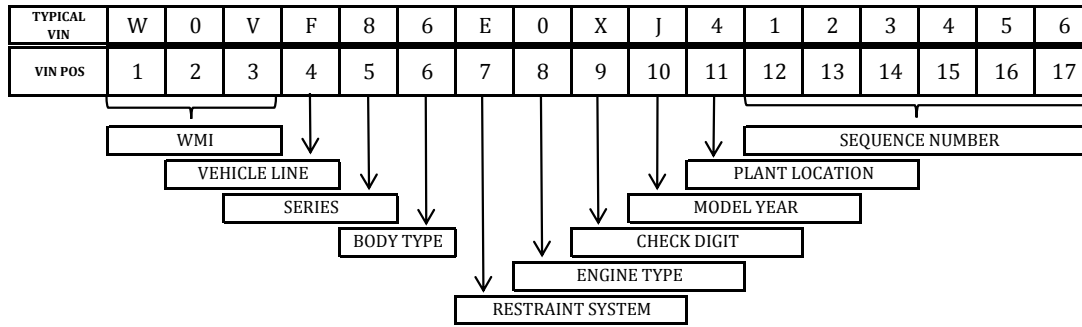 TYPICAL VIN W 0 V F 8 6 E 0 X J 4 1 2 3 4 5 6
VIN POS 1 2 3 4 5 6 7 8 9 10 11 12 13 14 15 16 17
WMI SEQUENCE NUMBER
VEHICLE LINE PLANT LOCATION
SERIES MODEL YEAR
BODY TYPE CHECK DIGIT
ENGINE TYPE
RESTRAINT SYSTEM